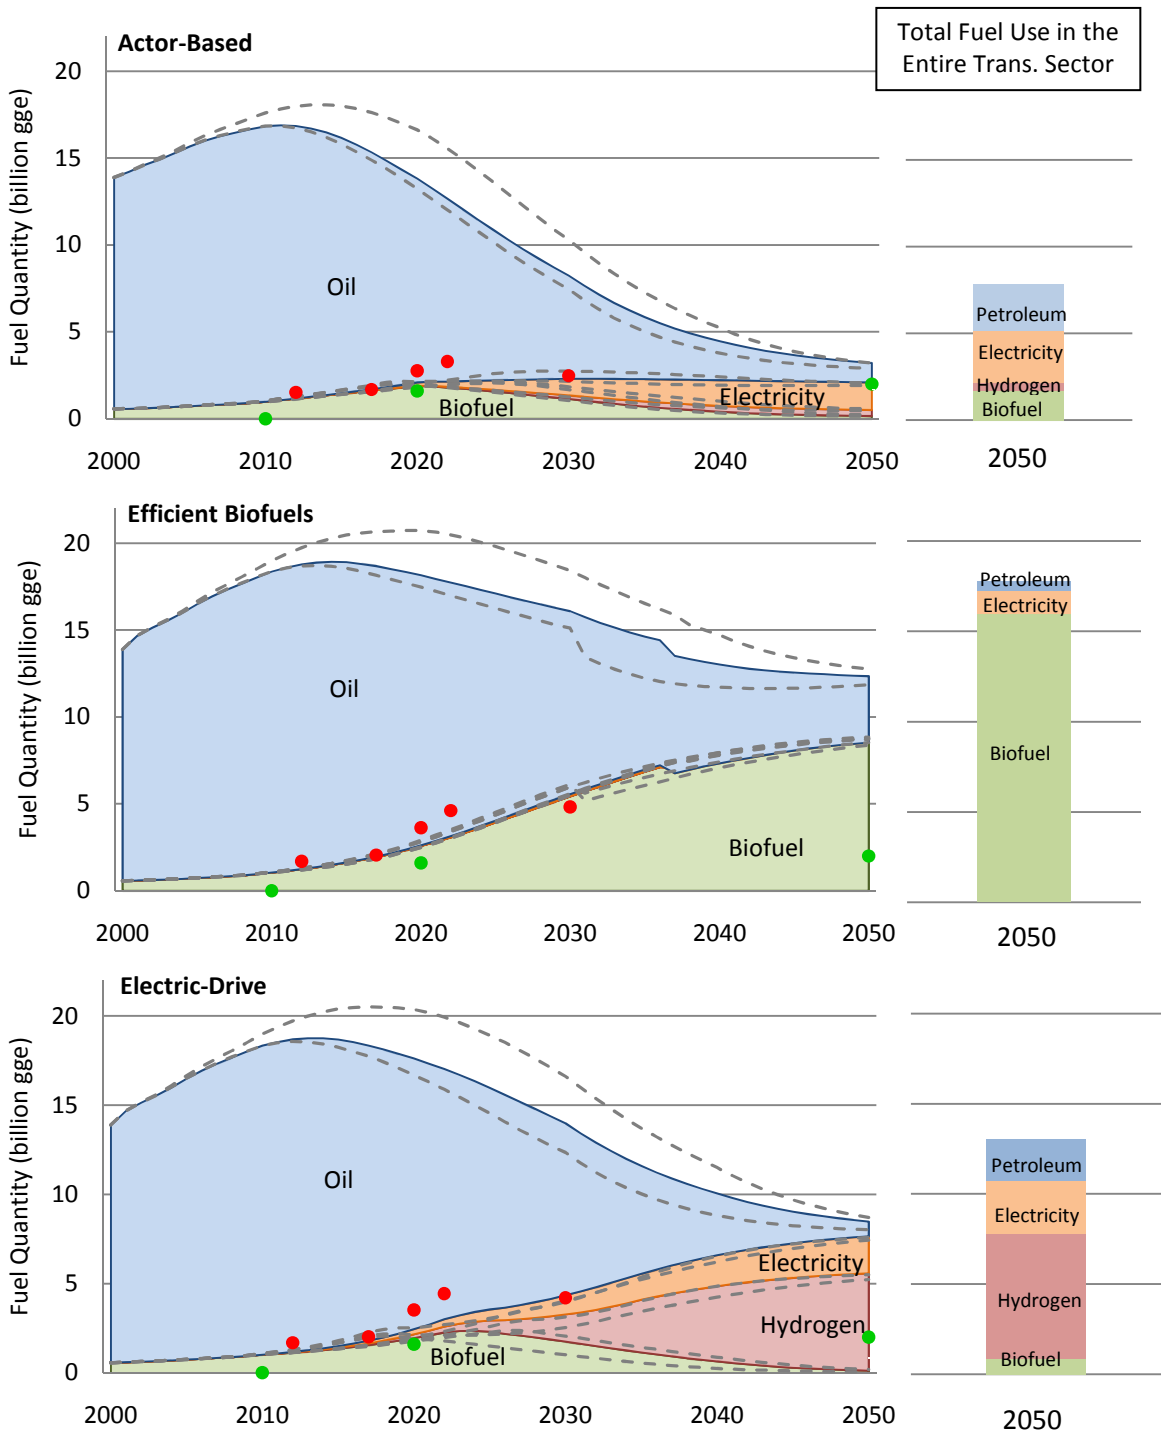 Actor-Based
Total Fuel Use in the
Entire Trans. Sector
Fuel Quantity (billion gge)
20
15
10
5
0
Oil
Biofuel
Electricity
2000 2010 2020 2030 2040 2050
Petroleum
Electricity
Hydrogen
Biofuel
2050
Efficient Biofuels
Fuel Quantity (billion gge)
20
15
10
5
0
Oil
Biofuel
2000 2010 2020 2030 2040 2050
Petroleum
Electricity
Biofuel
2050
Electric-Drive
Fuel Quantity (billion gge)
20
15
10
5
0
Oil
Electricity
Hydrogen
Biofuel
2000 2010 2020 2030 2040 2050
Petroleum
Electricity
Hydrogen
Biofuel
2050